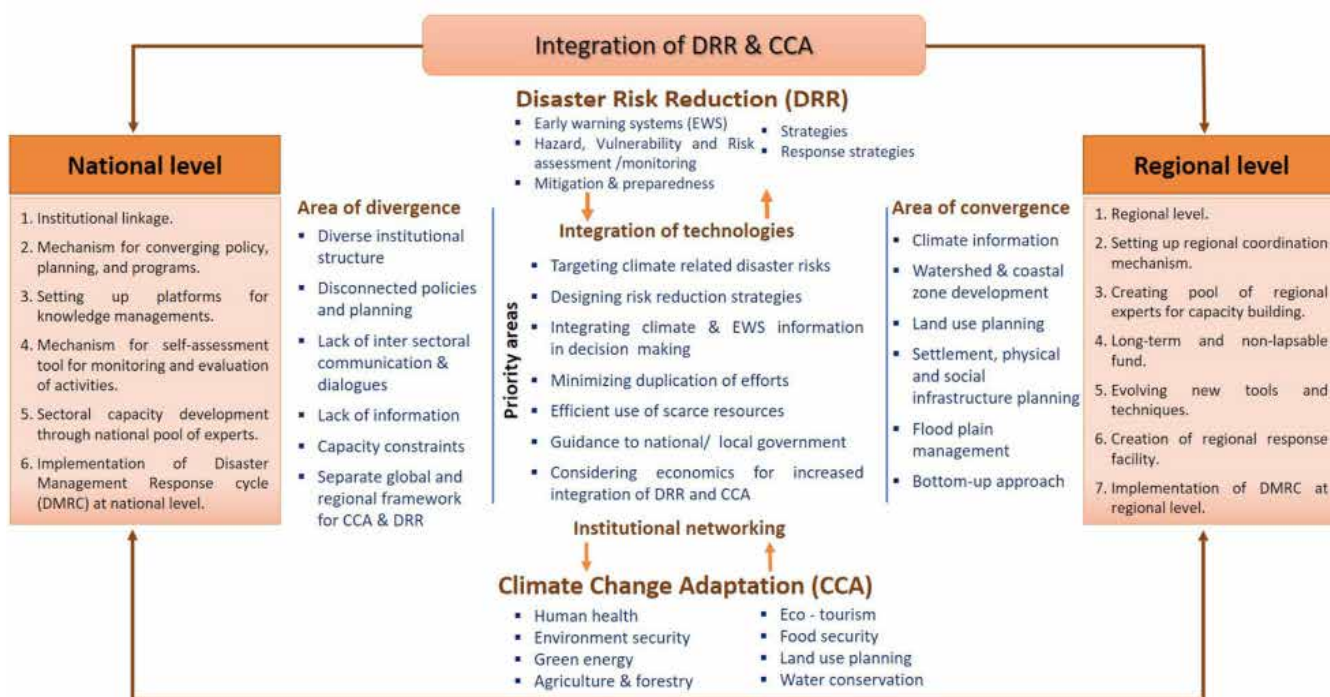 Integration of DRR & CCA
Disaster Risk Reduction (DRR)
▪ Early warning systems (EWS)
▪ Hazard, Vulnerability and Risk
assessment /monitoring
▪ Mitigation & preparedness
▪ Strategies
▪ Response strategies
National level
1. Institutional linkage.
2. Mechanism for converging policy,
planning, and programs.
3. Setting up platforms for
knowledge managements.
4. Mechanism for self-assessment
tool for monitoring and evaluation
of activities.
5. Sectoral capacity development
through national pool of experts.
6. Implementation of Disaster
Management Response cycle
(DMRC) at national level.
Area of divergence
▪ Diverse institutional
structure
▪ Disconnected policies
and planning
▪ Lack of inter sectoral
communication &
dialogues
▪ Lack of information
▪ Capacity constraints
▪ Separate global and
regional framework
for CCA & DRR
Priority areas
Integration of technologies
▪ Targeting climate related disaster risks
▪ Designing risk reduction strategies
▪ Integrating climate & EWS information
in decision making
▪ Minimizing duplication of efforts
▪ Efficient use of scarce resources
▪ Guidance to national/ local government
▪ Considering economics for increased
integration of DRR and CCA
Institutional networking
Area of convergence
▪ Climate information
▪ Watershed & coastal
zone development
▪ Land use planning
▪ Settlement, physical
and social
infrastructure planning
▪ Flood plain
management
▪ Bottom-up approach
Regional level
1. Regional level.
2. Setting up regional coordination
mechanism.
3. Creating pool of regional
experts for capacity building.
4. Long-term and non-lapsable
fund.
5. Evolving new tools and
techniques.
6. Creation of regional response
facility.
7. Implementation of DMRC at
regional level.
Climate Change Adaptation (CCA)
▪ Human health
▪ Environment security
▪ Green energy
▪ Agriculture & forestry
▪ Eco - tourism
▪ Food security
▪ Land use planning
▪ Water conservation